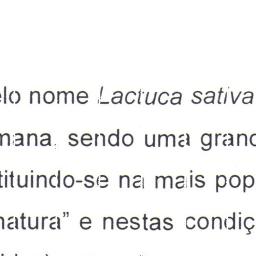 elo nome Lactuca sativa
mana, sendo uma grand
tituindo-se na mais pop
natura” e nestas condiç